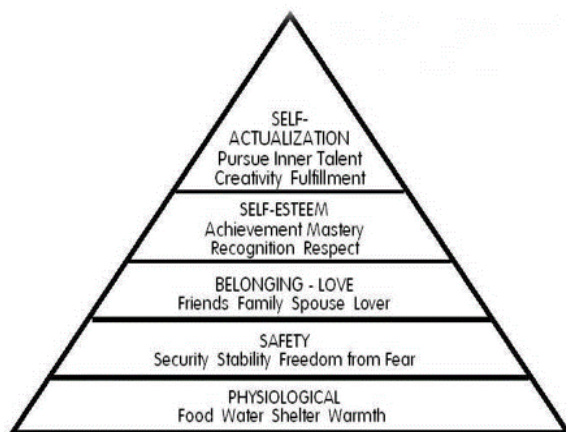 SELF-
ACTUALIZATION
Pursue Inner Talent
Creativity Fulfillment
SELF-ESTEEM
Achievement Mastery
Recognition Respect
BELONGING - LOVE
Friends Family Spouse Lover
SAFETY
Security Stability Freedom from Fear
PHYSIOLOGICAL
Food Water Shelter Warmth